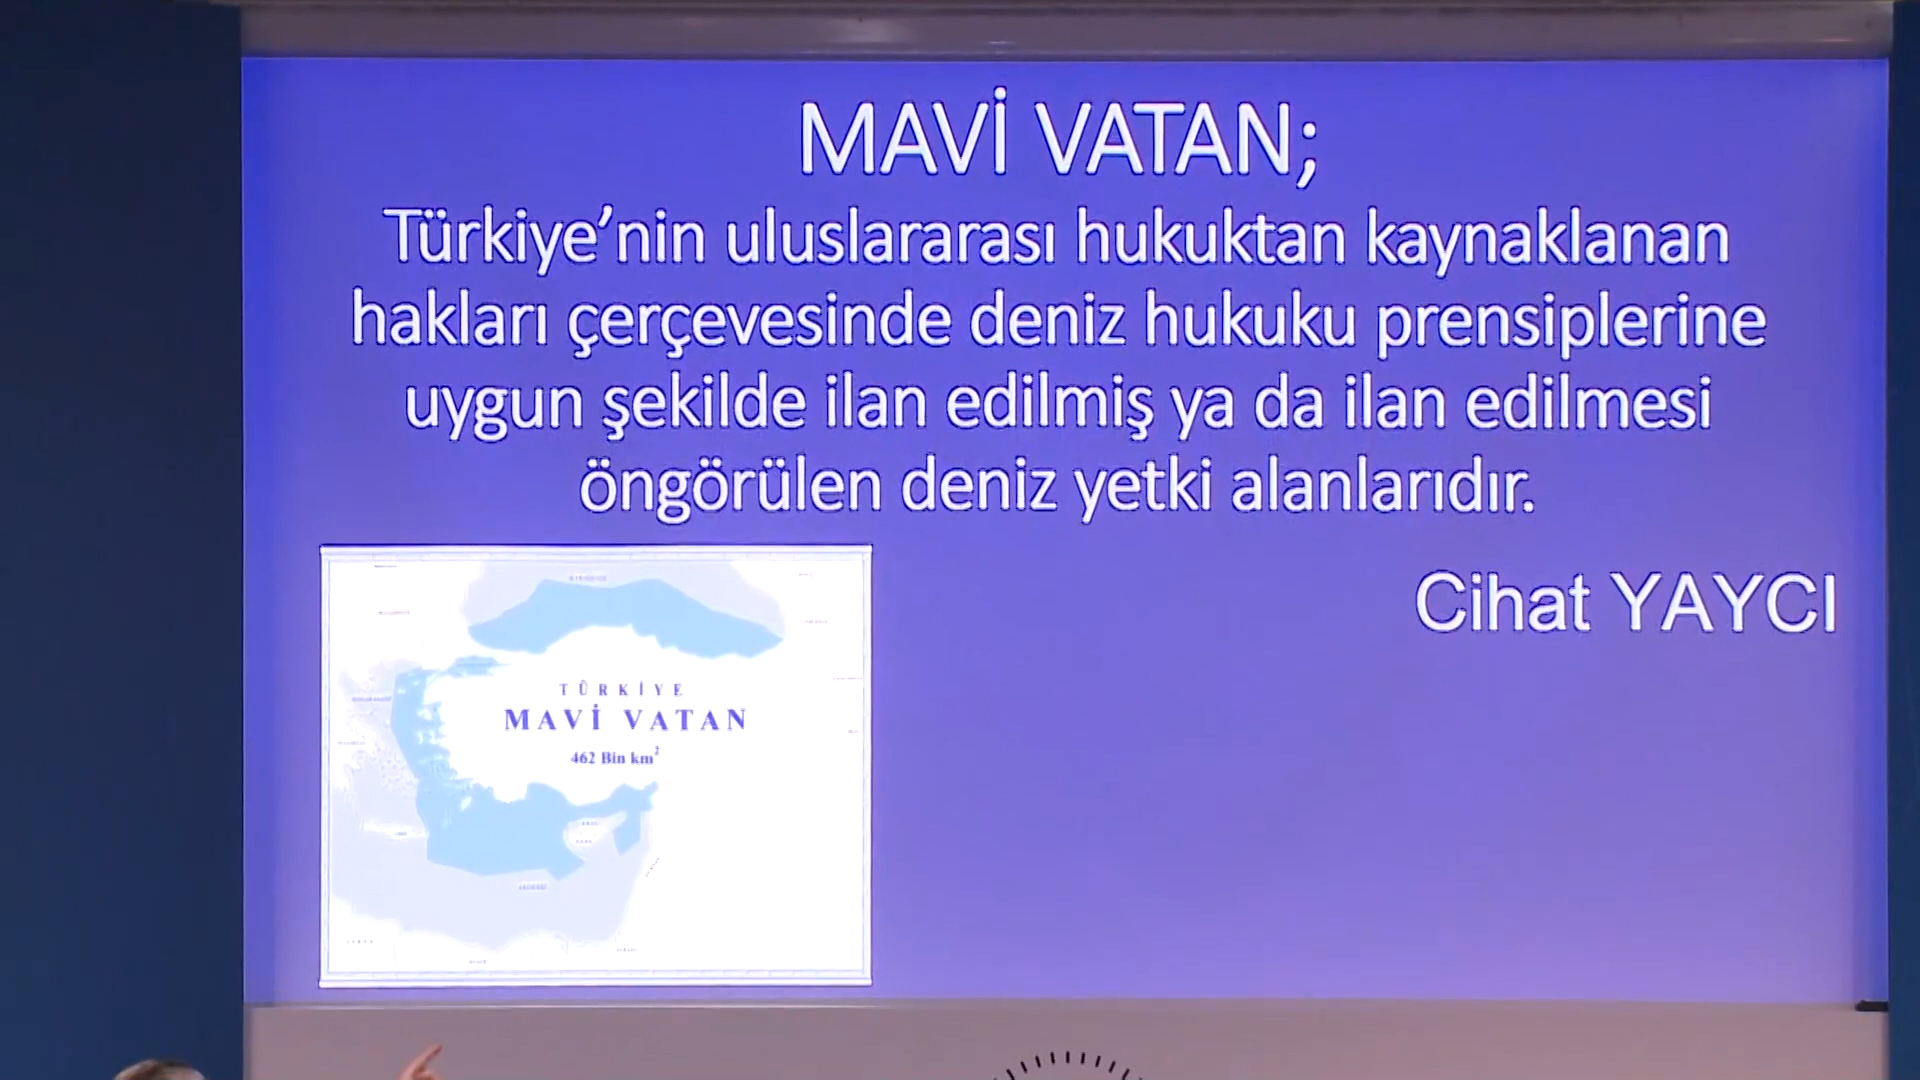 MAVİ VATAN;
Türkiye’nin uluslararası hukuktan kaynaklanan
hakları çerçevesinde deniz hukuku prensiplerine
uygun şekilde ilan edilmiş ya da ilan edilmesi
öngörülen deniz yetki alanlarıdır.
Cihat YAYCI
TÜRKİYE
MAVİ VATAN
462 Bin km²